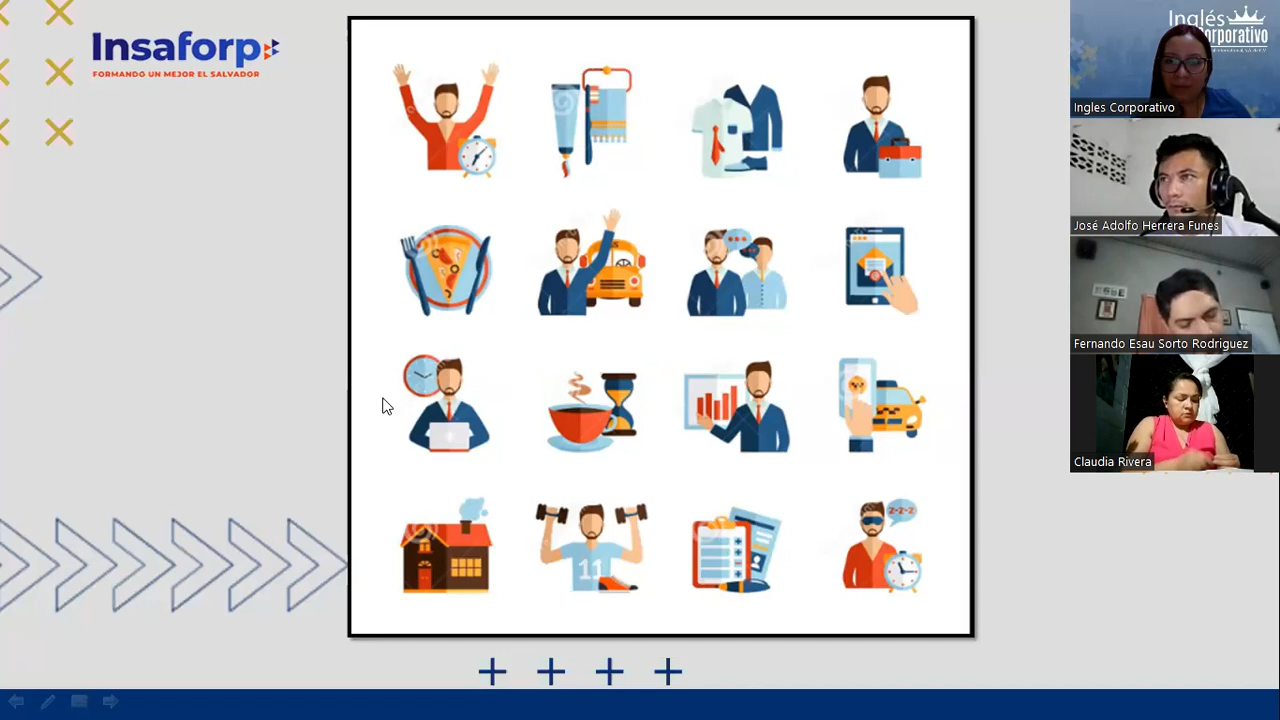 Insaforp
FORMANDO UN MEJOR EL SALVADOR
11
z-z-z
Inglés
Corporativo
Ingles Corporativo
José Adolfo Herrera Funes
Fernando Esau Sorto Rodriguez
Claudia Rivera